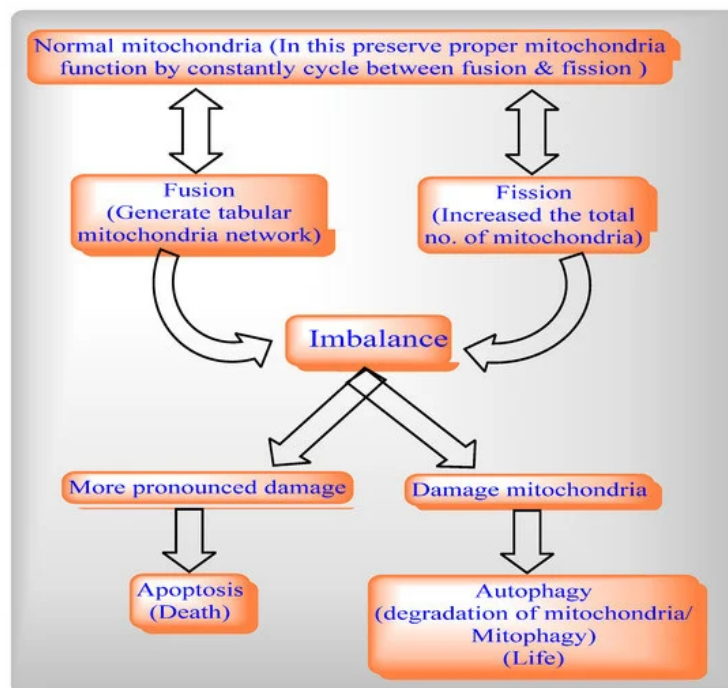 Normal mitochondria (In this preserve proper mitochondria
function by constantly cycle between fusion & fission )
Fusion
(Generate tabular
mitochondria network)
Fission
(Increased the total
no. of mitochondria)
Imbalance
More pronounced damage
Damage mitochondria
Apoptosis
(Death)
Autophagy
(degradation of mitochondria/
Mitophagy)
(Life)